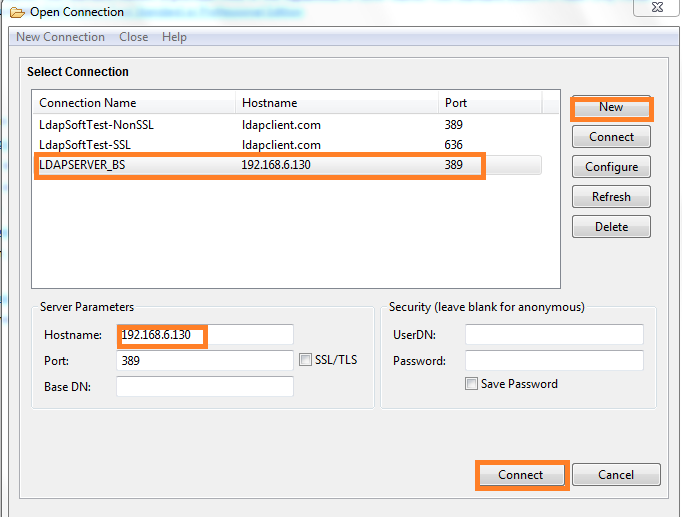 Open Connection
New Connection Close Help
Select Connection
Connection Name Hostname Port
LdapSoftTest-NonSSL ldapclient.com 389
LdapSoftTest-SSL ldapclient.com 636
LDAPSERVER_BS 192.168.6.130 389
New
Connect
Configure
Refresh
Delete
Server Parameters
Hostname: 192.168.6.130
Port: 389 SSL/TLS
Base DN:
Security (leave blank for anonymous)
UserDN:
Password:
Save Password
Connect Cancel